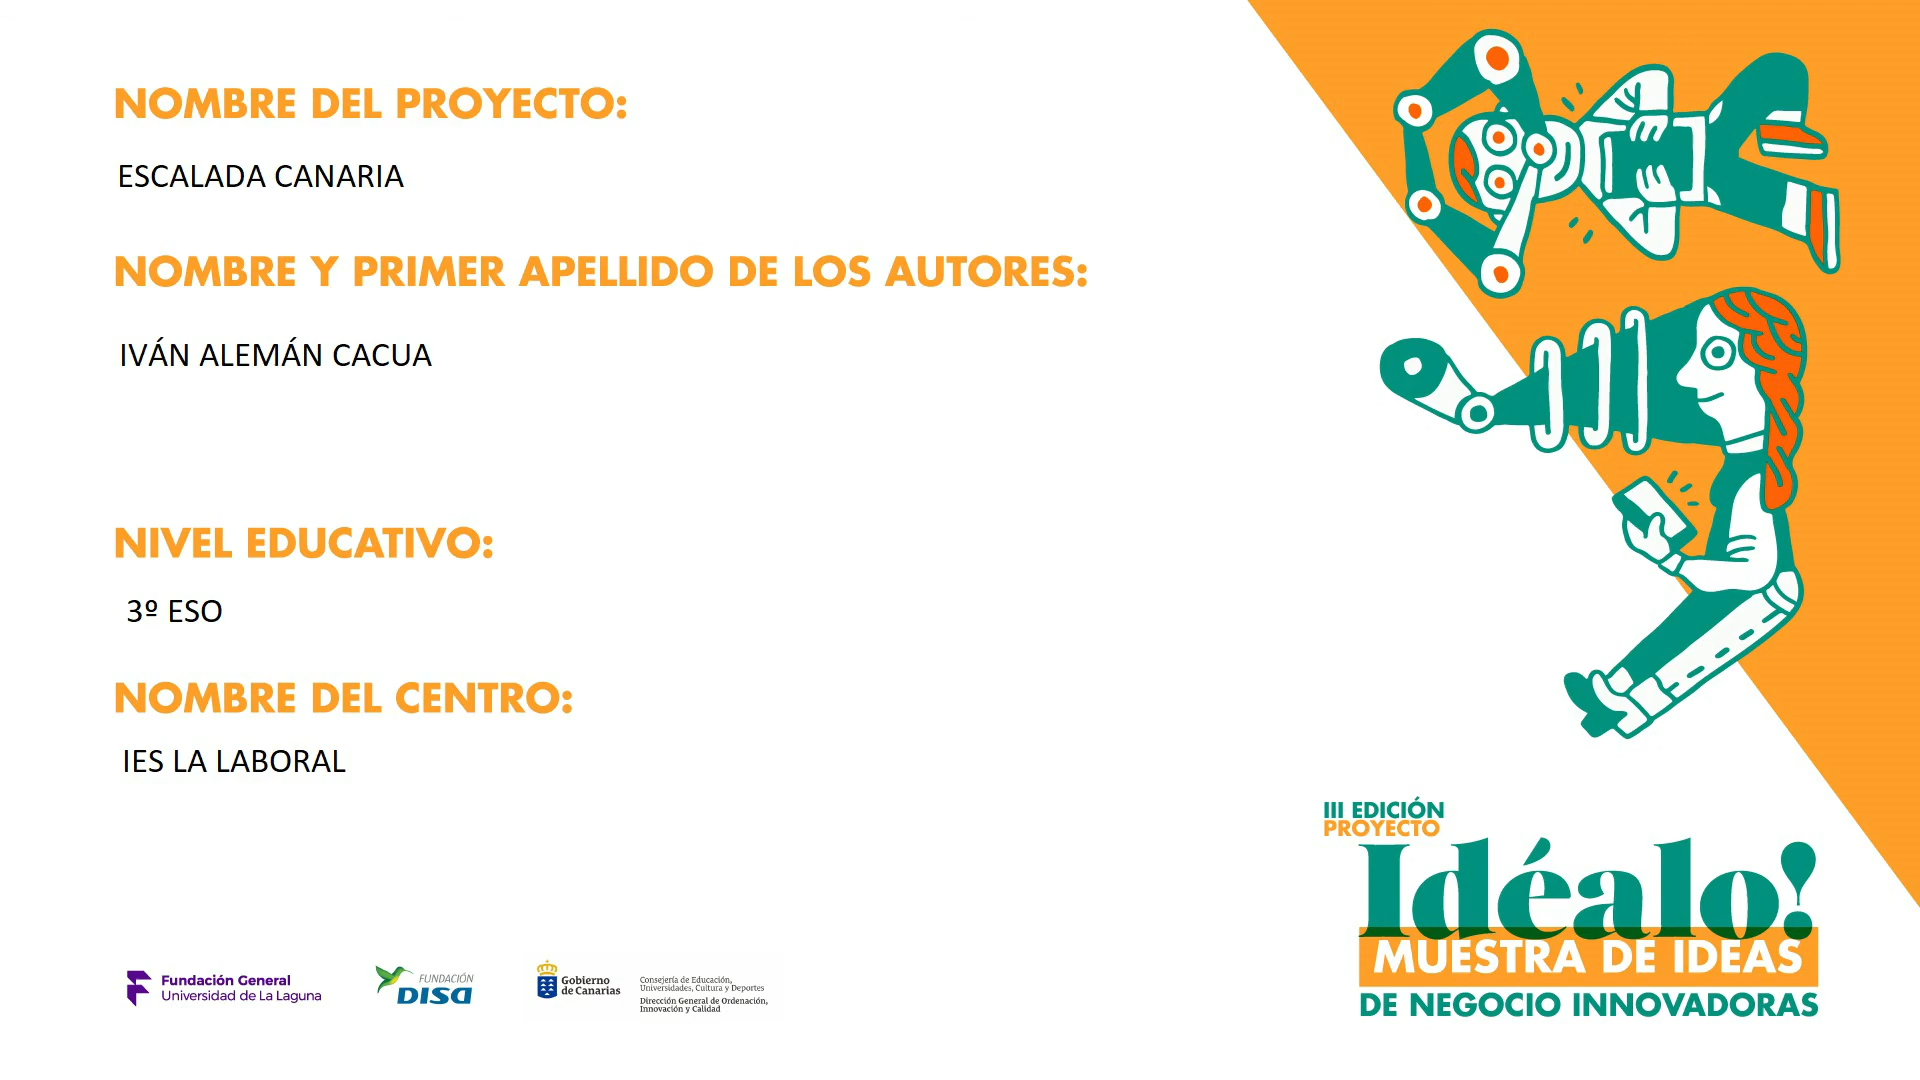 NOMBRE DEL PROYECTO:
ESCALADA CANARIA
NOMBRE Y PRIMER APELLIDO DE LOS AUTORES:
IVÁN ALEMÁN CACUA
NIVEL EDUCATIVO:
3º ESO
NOMBRE DEL CENTRO:
IES LA LABORAL
III EDICIÓN
PROYECTO
Idéalo!
MUESTRA DE IDEAS
DE NEGOCIO INNOVADORAS
Fundación General
Universidad de La Laguna
FUNDACIÓN
DISA
Gobierno
de Canarias
Consejería de Educación,
Universidades, Cultura y Deportes
Dirección General de Ordenación,
Innovación y Calidad